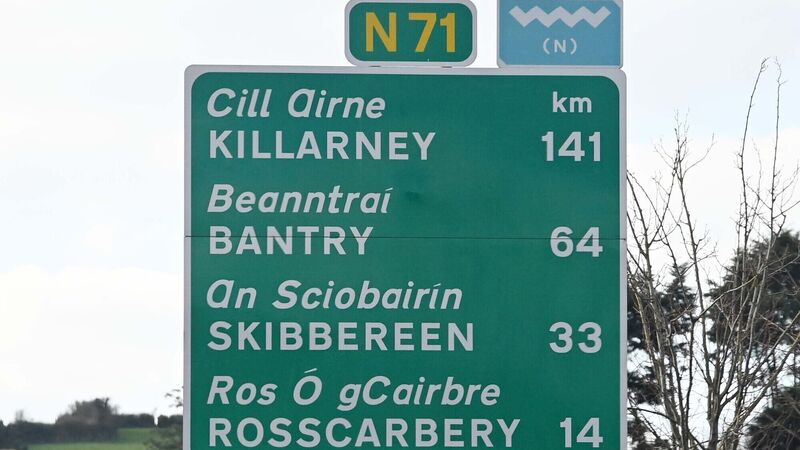 N 71
(N)
Cill Airne km
KILLARNEY 141
Beanntraí
BANTRY 64
An Sciobairín
SKIBBEREEN 33
Ros Ó gCairbre
ROSSCARBERY 14